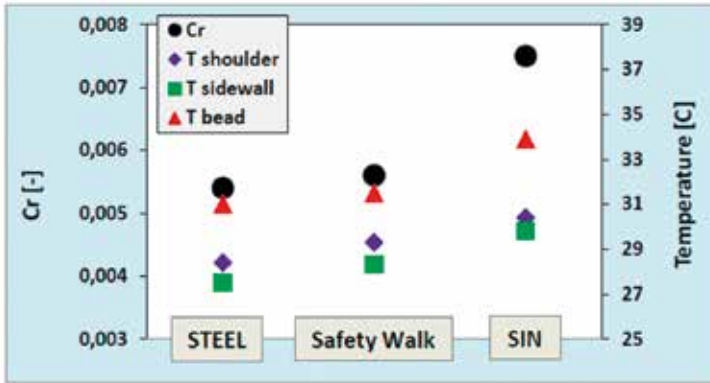 0,008
0,007
0,006
0,005
0,004
0,003
Cr [-]
Cr
T shoulder
T sidewall
T bead
STEEL
Safety Walk
SIN
39
37
35
33
31
29
27
25
Temperature [C]